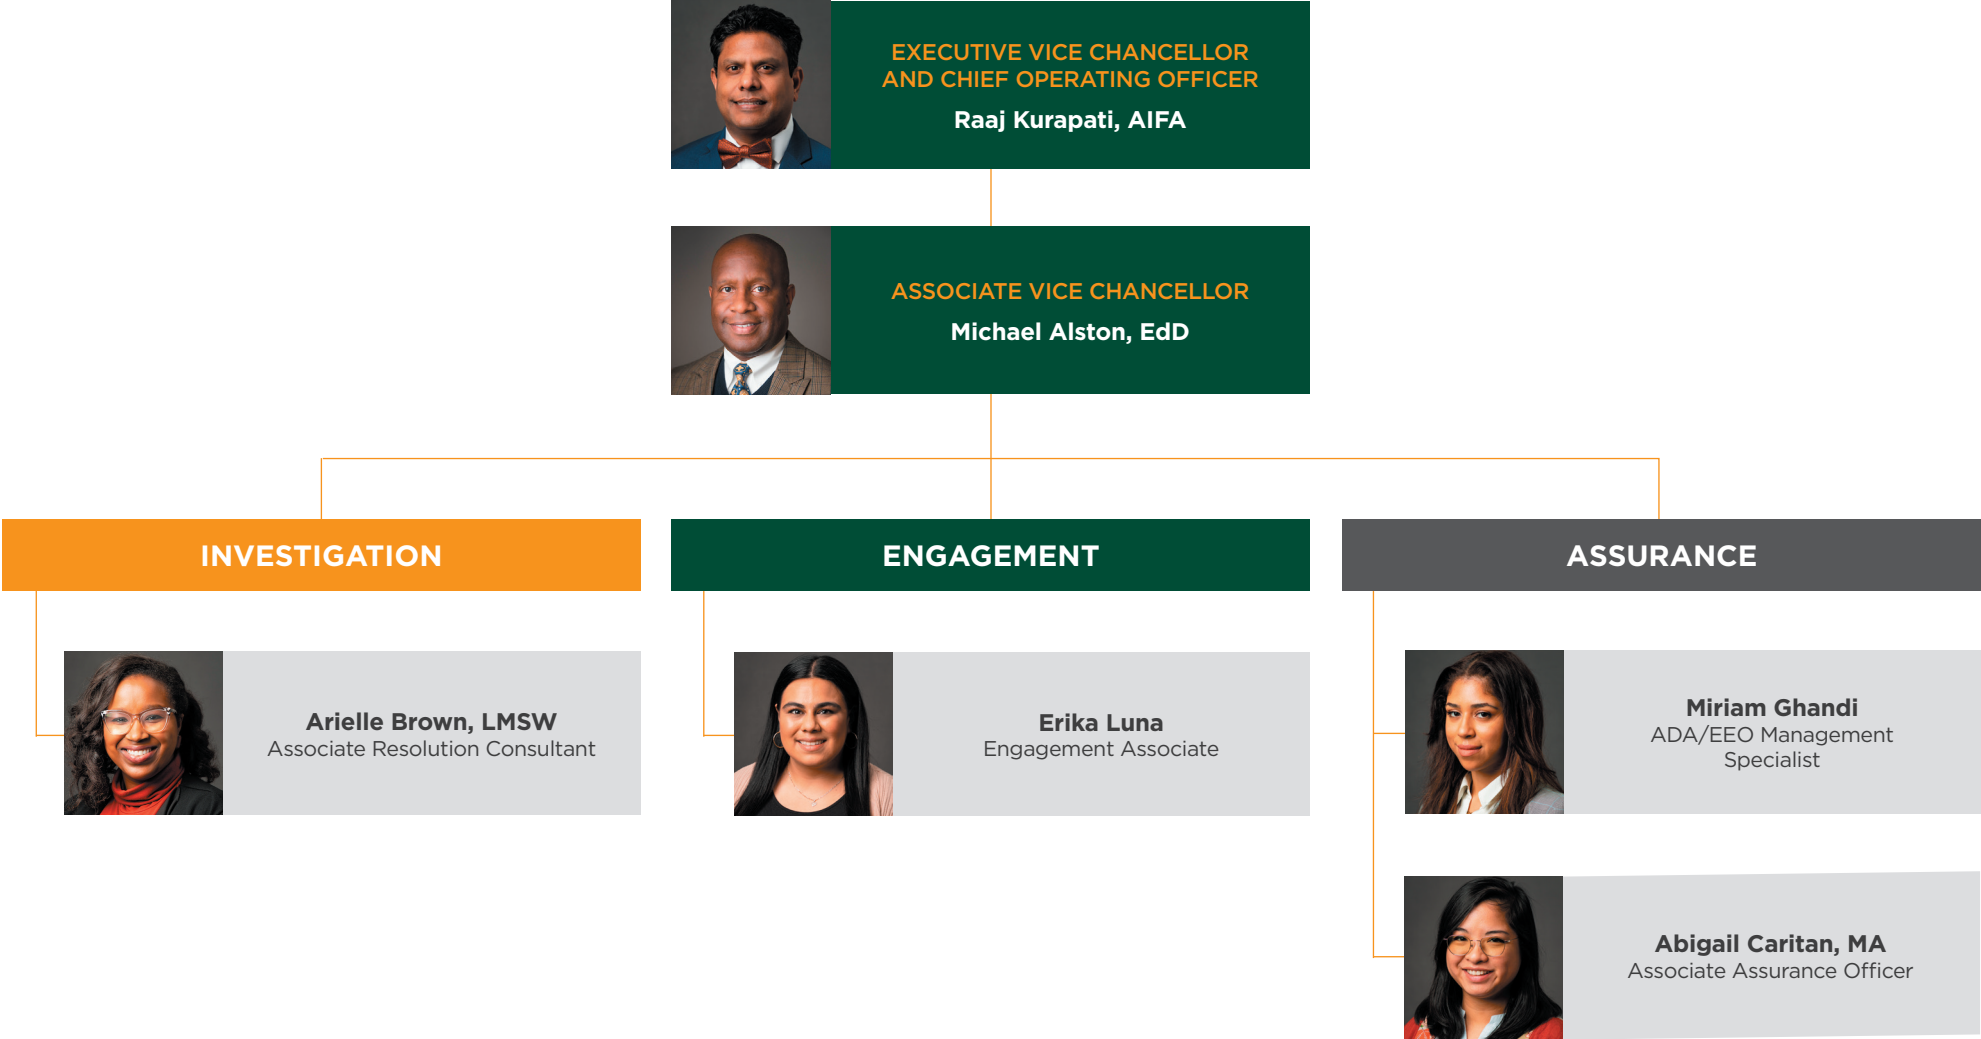 EXECUTIVE VICE CHANCELLOR
AND CHIEF OPERATING OFFICER
Raaj Kurapati, AIFA
ASSOCIATE VICE CHANCELLOR
Michael Alston, EdD
INVESTIGATION
ENGAGEMENT
ASSURANCE
Arielle Brown, LMSW
Associate Resolution Consultant
Erika Luna
Engagement Associate
Miriam Ghandi
ADA/EEO Management
Specialist
Abigail Caritan, MA
Associate Assurance Officer